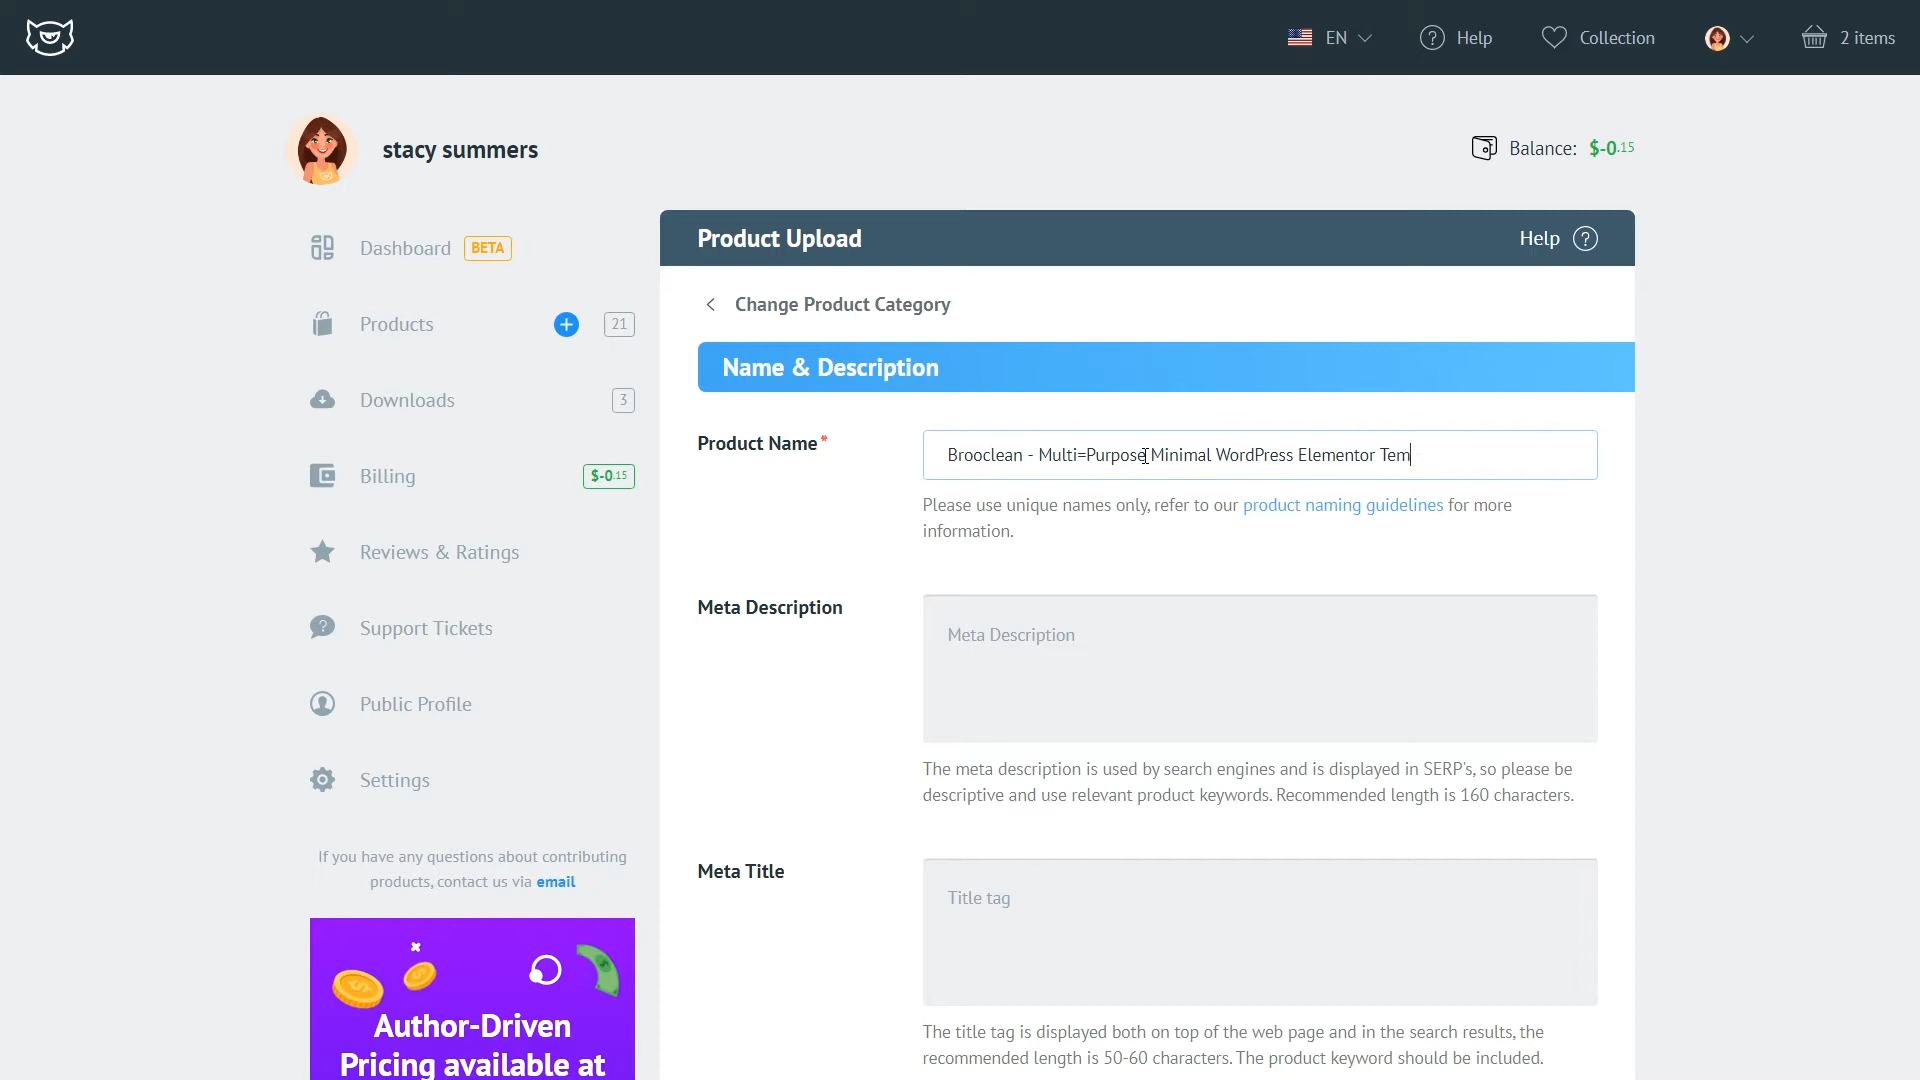 EN
Help
Collection
2 items
stacy summers
Balance: $-0.15
Dashboard BETA
Products 21
Downloads 3
Billing $-0.15
Reviews & Ratings
Support Tickets
Public Profile
Settings
If you have any questions about contributing
products, contact us via email
Author-Driven
Pricing available at
Product Upload
Help
Change Product Category
Name & Description
Product Name*
Brooclean - Multi=Purpose Minimal WordPress Elementor Tem
Please use unique names only, refer to our product naming guidelines for more
information.
Meta Description
Meta Description
The meta description is used by search engines and is displayed in SERP's, so please be
descriptive and use relevant product keywords. Recommended length is 160 characters.
Meta Title
Title tag
The title tag is displayed both on top of the web page and in the search results, the
recommended length is 50-60 characters. The product keyword should be included.